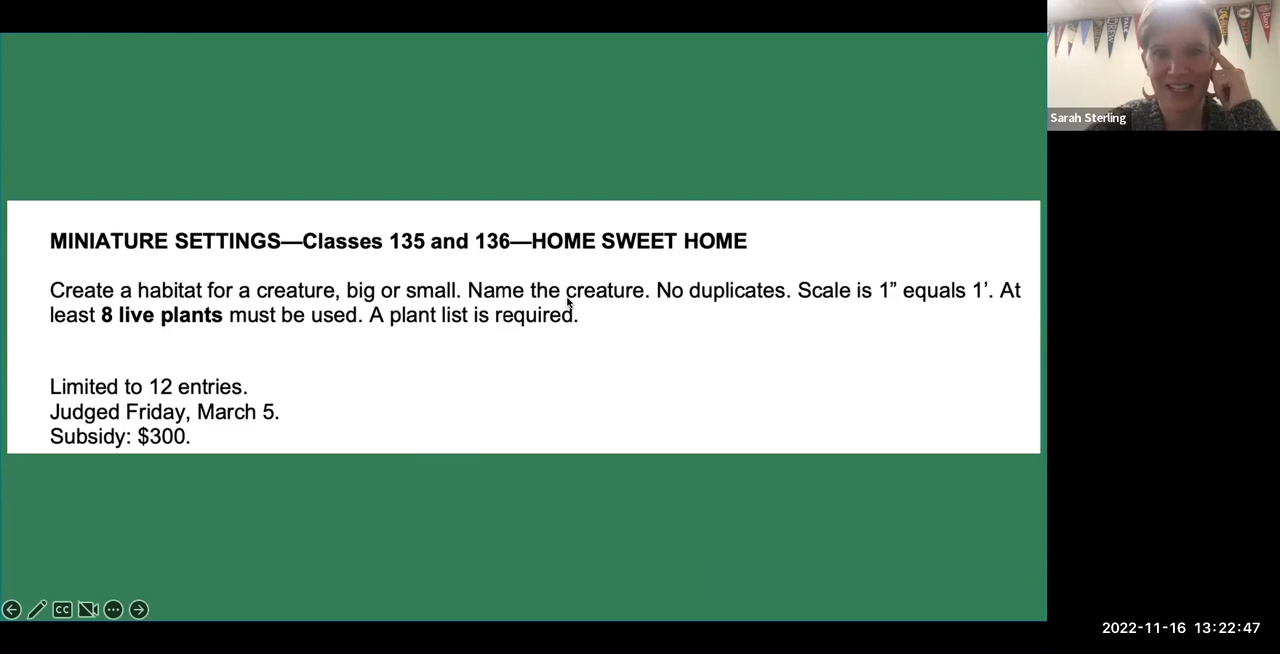 Sarah Sterling
MINIATURE SETTINGS—Classes 135 and 136—HOME SWEET HOME
Create a habitat for a creature, big or small. Name the creature. No duplicates. Scale is 1” equals 1’. At
least 8 live plants must be used. A plant list is required.
Limited to 12 entries.
Judged Friday, March 5.
Subsidy: $300.
CC
2022-11-16 13:22:47